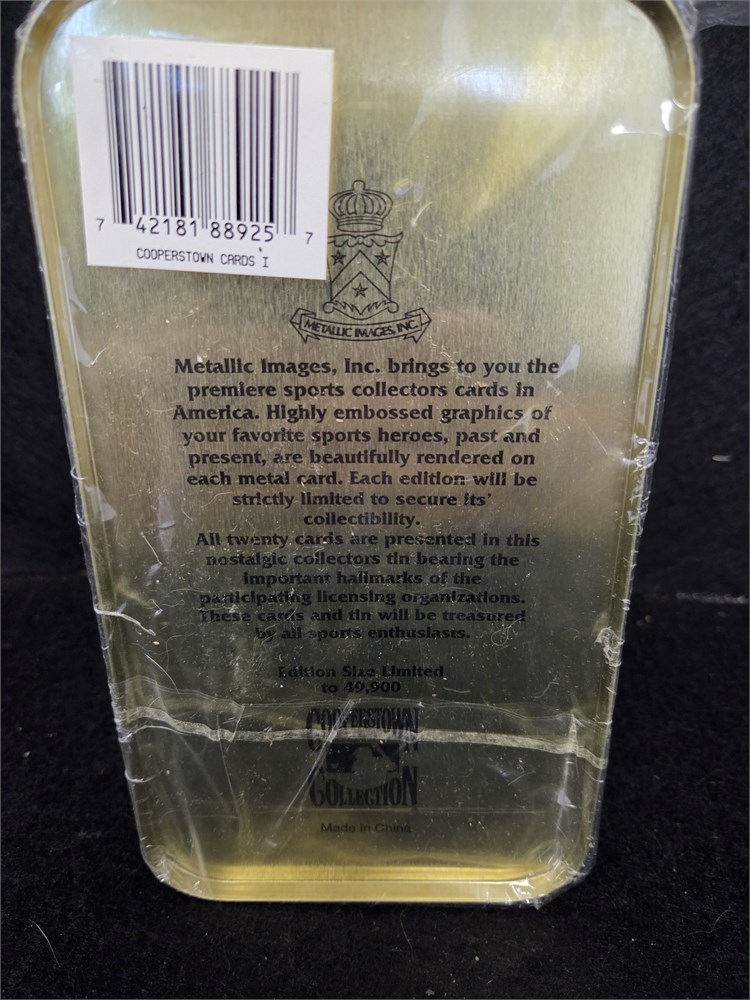 7 42181 88925 7
COOPERSTOWN CARDS I
METALLIC IMAGES, INC.
Metallic Images, Inc. brings to you the
premiere sports collectors cards in
America. Highly embossed graphics of
your favorite sports heroes, past and
present, are beautifully rendered on
each metal card. Each edition will be
strictly limited to secure its'
collectibility.
All twenty cards are presented in this
nostalgic collectors tin bearing the
important hallmarks of the
participating licensing organizations.
These cards and tin will be treasured
by all sports enthusiasts.
Edition Size Limited
to 49,900
COOPERSTOWN
COLLECTION
Made in China